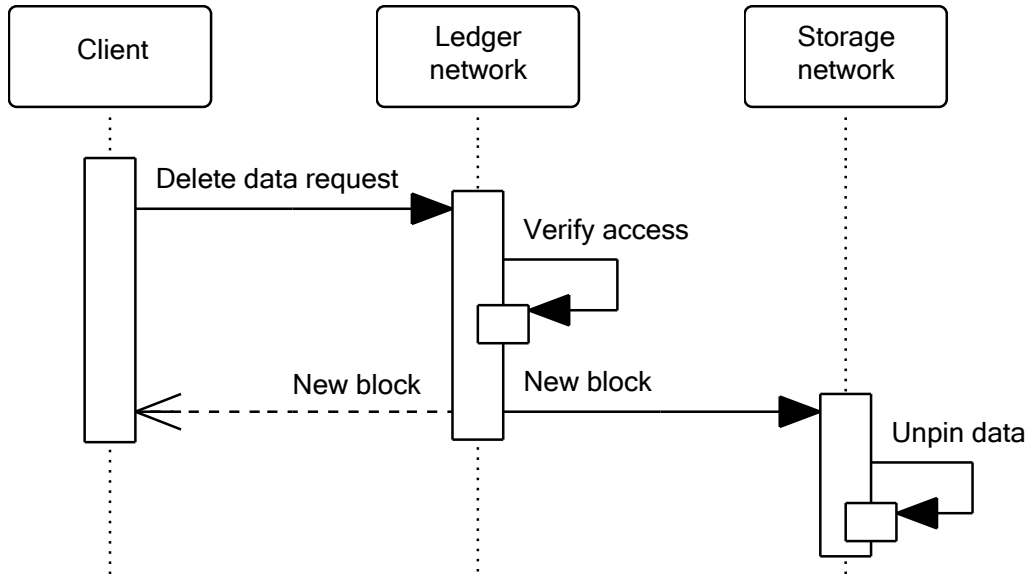 Client
Ledger
network
Storage
network
Delete data request
Verify access
New block
New block
Unpin data